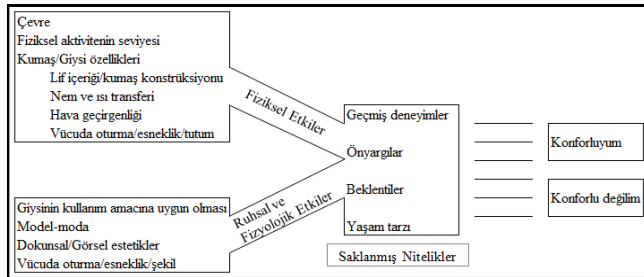 Çevre
Fiziksel aktivitenin seviyesi
Kumaş/Giysi özellikleri
Lif içeriği/kumaş konstrüksiyonu
Nem ve ısı transferi
Hava geçirgenliği
Vücuda oturma/esneklik/tutum
Fiziksel Etkiler
Giysinin kullanım amacına uygun olması
Model-moda
Dokunsal/Görsel estetikler
Vücuda oturma/esneklik/şekil
Ruhsal ve
Fizyolojik Etkiler
Geçmiş deneyimler
Önyargılar
Beklentiler
Yaşam tarzı
Saklanmış Nitelikler
Konforluyum
Konforlu değilim